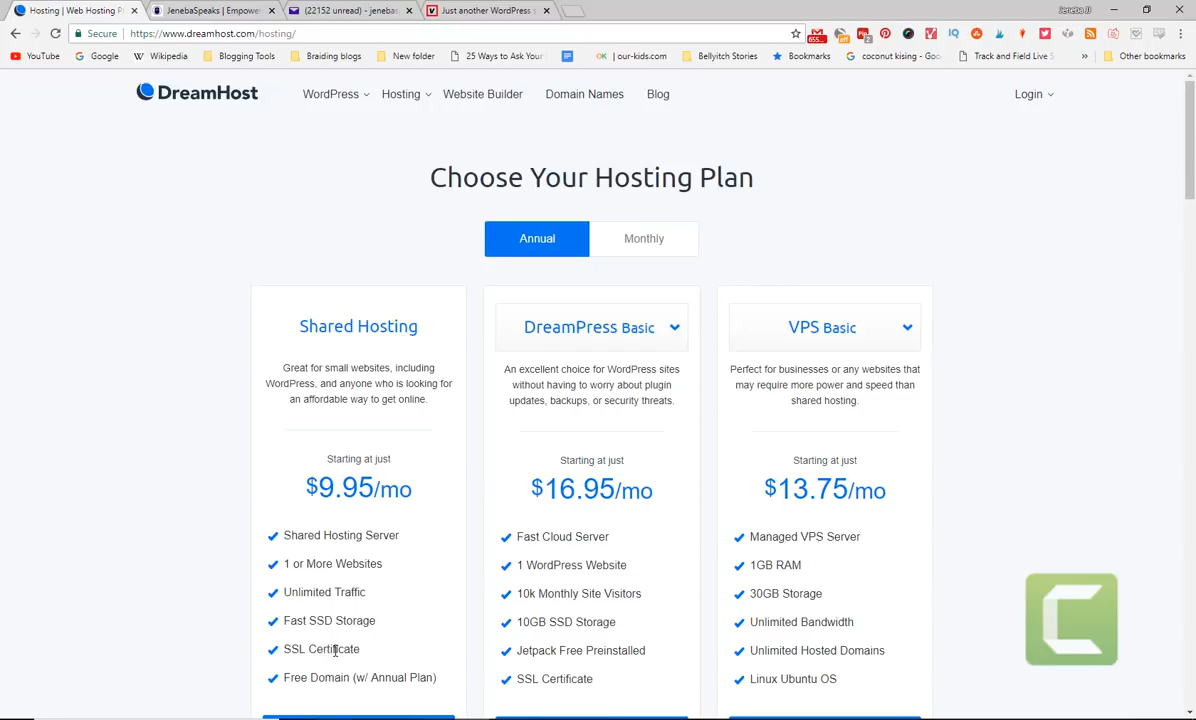 Hosting | Web Hosting P
JenebaSpeaks | Empowe
(22152 unread) - jenebas
Just another WordPress s
Jeneba JJ
Secure
https://www.dreamhost.com/hosting/
YouTube
Google
Wikipedia
Blogging Tools
Braiding blogs
New folder
25 Ways to Ask Your
OK | our-kids.com
Bellyitch Stories
Bookmarks
coconut kising - Goo
Track and Field Live S
»
Other bookmarks
DreamHost
WordPress
Hosting
Website Builder
Domain Names
Blog
Login
Choose Your Hosting Plan
Annual
Monthly
Shared Hosting
Great for small websites, including
WordPress, and anyone who is looking for
an affordable way to get online.
Starting at just
$9.95/mo
Shared Hosting Server
1 or More Websites
Unlimited Traffic
Fast SSD Storage
SSL Certificate
Free Domain (w/ Annual Plan)
DreamPress Basic
An excellent choice for WordPress sites
without having to worry about plugin
updates, backups, or security threats.
Starting at just
$16.95/mo
Fast Cloud Server
1 WordPress Website
10k Monthly Site Visitors
10GB SSD Storage
Jetpack Free Preinstalled
SSL Certificate
VPS Basic
Perfect for businesses or any websites that
may require more power and speed than
shared hosting.
Starting at just
$13.75/mo
Managed VPS Server
1GB RAM
30GB Storage
Unlimited Bandwidth
Unlimited Hosted Domains
Linux Ubuntu OS